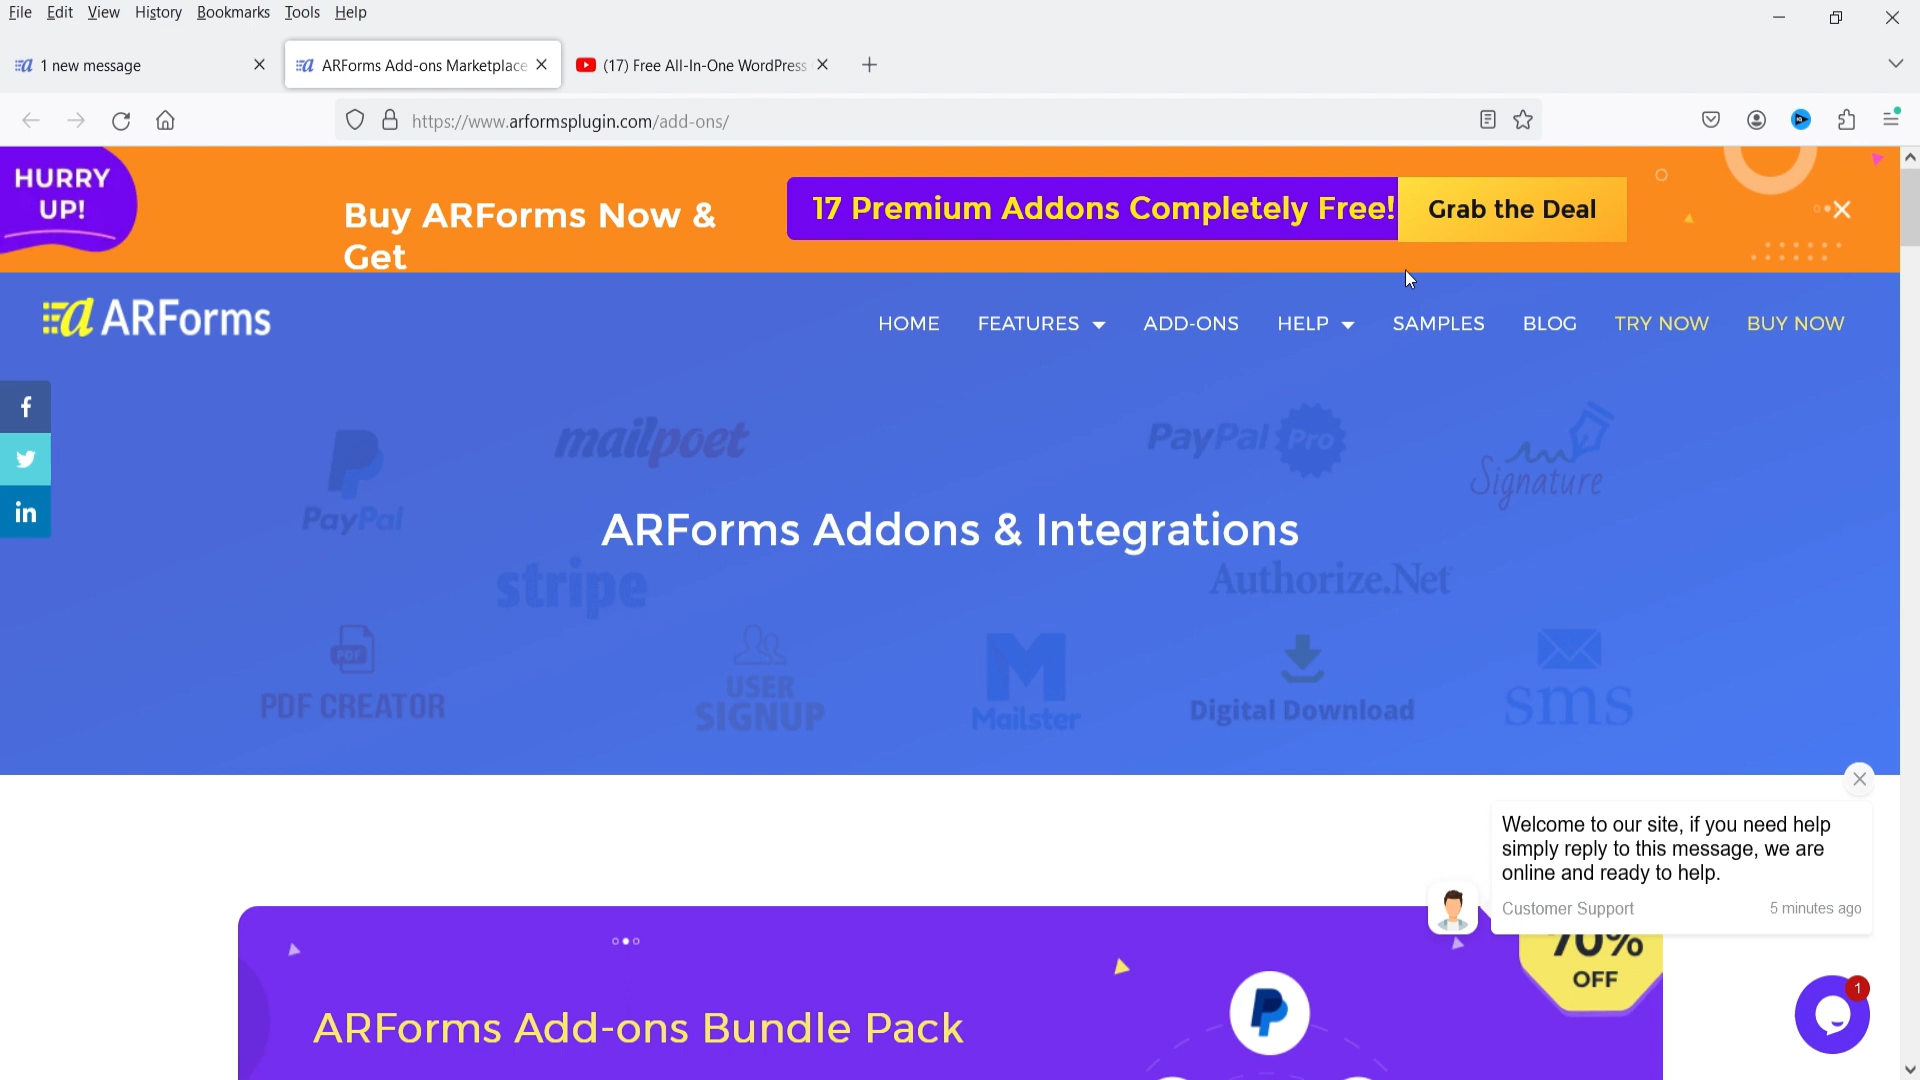 File Edit View History Bookmarks Tools Help
1 new message
ARForms Add-ons Marketplace
(17) Free All-In-One WordPress
https://www.arformsplugin.com/add-ons/
HURRY
UP!
Buy ARForms Now &
Get
17 Premium Addons Completely Free!
Grab the Deal
ARForms
HOME FEATURES ADD-ONS HELP SAMPLES BLOG TRY NOW BUY NOW
mailpoet
PayPal Pro
PayPal
Signature
ARForms Addons & Integrations
stripe
Authorize.Net
PDF
PDF CREATOR
USER
SIGNUP
Mailster
Digital Download
sms
Welcome to our site, if you need help
simply reply to this message, we are
online and ready to help.
Customer Support 5 minutes ago
70%
OFF
1
ARForms Add-ons Bundle Pack